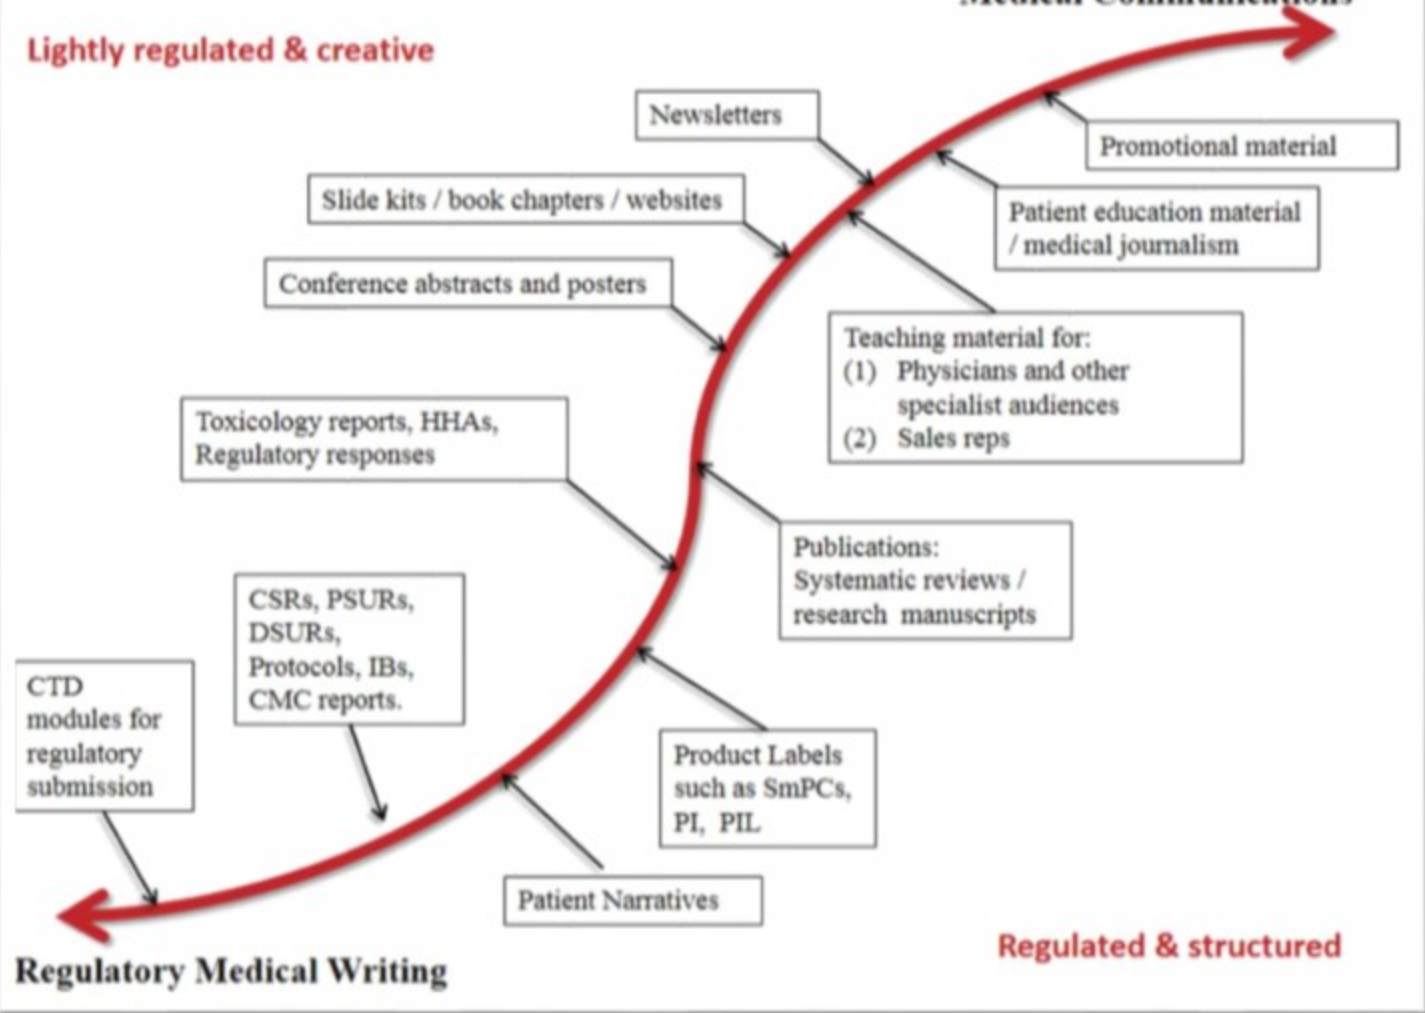 Medical Communications
Lightly regulated & creative
Newsletters
Promotional material
Slide kits / book chapters / websites
Patient education material
/ medical journalism
Conference abstracts and posters
Teaching material for:
(1) Physicians and other
specialist audiences
(2) Sales reps
Toxicology reports, HHAs,
Regulatory responses
Publications:
Systematic reviews /
research manuscripts
CSRs, PSURs,
DSURs,
Protocols, IBs,
CMC reports.
CTD
modules for
regulatory
submission
Product Labels
such as SmPCs,
PI, PIL
Patient Narratives
Regulated & structured
Regulatory Medical Writing